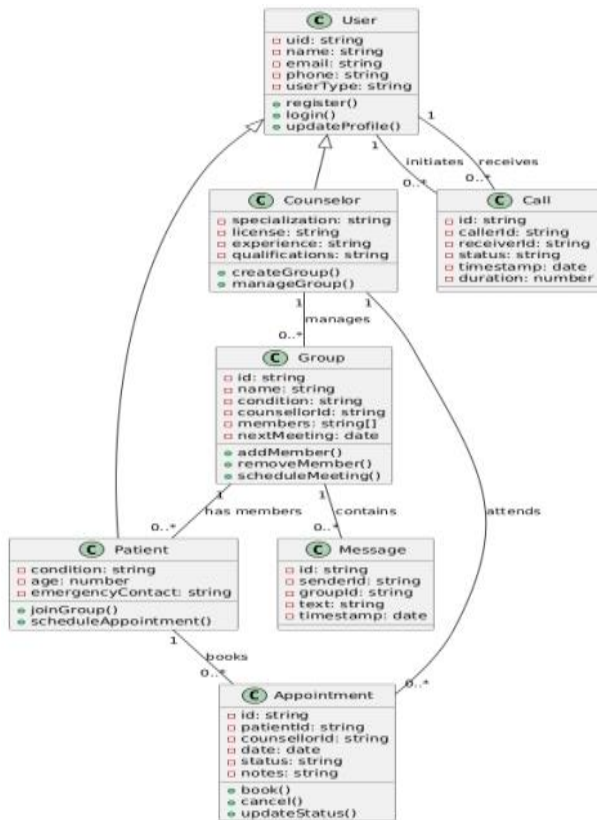 C User
uid: string
name: string
email: string
phone: string
userType: string
register()
login()
updateProfile()
1
1
initiates
receives
0..*
0..*
C Counselor
specialization: string
license: string
experience: string
qualifications: string
createGroup()
manageGroup()
C Call
id: string
callerId: string
receiverId: string
status: string
timestamp: date
duration: number
1
1
manages
0..*
C Group
id: string
name: string
condition: string
counsellorId: string
members: string[]
nextMeeting: date
addMember()
removeMember()
scheduleMeeting()
1
1
has members
contains
attends
0..*
0..*
C Patient
condition: string
age: number
emergencyContact: string
joinGroup()
scheduleAppointment()
C Message
id: string
senderId: string
groupId: string
text: string
timestamp: date
1
books
0..*
0..*
C Appointment
id: string
patientId: string
counsellorId: string
date: date
status: string
notes: string
book()
cancel()
updateStatus()